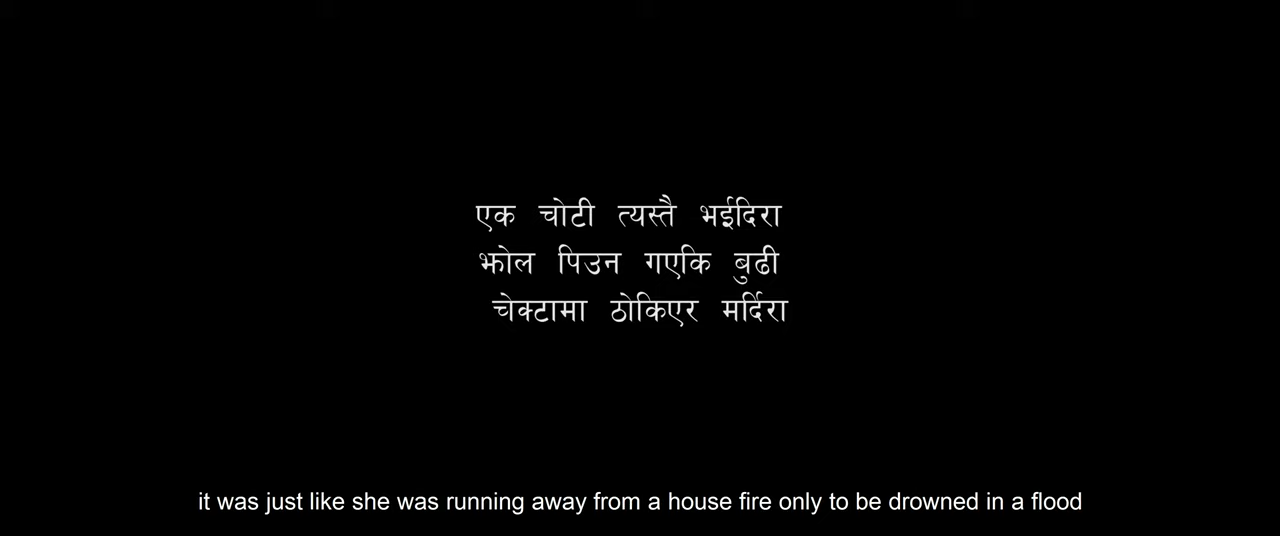 एक चोटी त्यस्तै भईदिरा
झोल पिउन गएकि बुढी
चेक्टामा ठोकिएर मर्दिरा
it was just like she was running away from a house fire only to be drowned in a flood